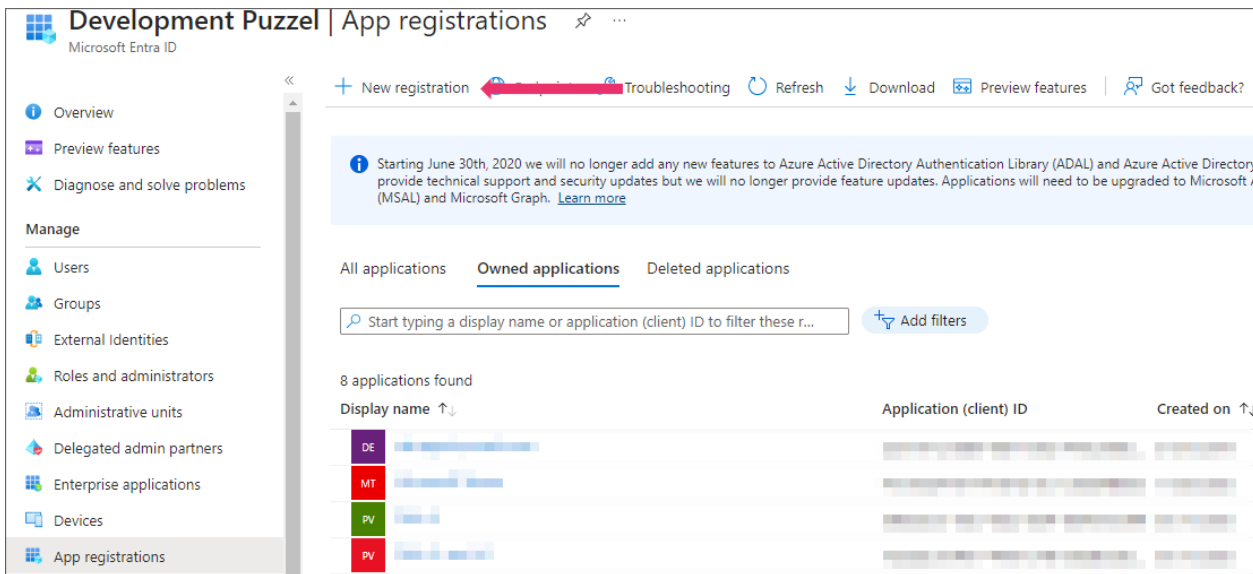 Development Puzzel | App registrations
Microsoft Entra ID
Overview
Preview features
Diagnose and solve problems
Manage
Users
Groups
External Identities
Roles and administrators
Administrative units
Delegated admin partners
Enterprise applications
Devices
App registrations
New registration Troubleshooting Refresh Download Preview features Got feedback?
Starting June 30th, 2020 we will no longer add any new features to Azure Active Directory Authentication Library (ADAL) and Azure Active Directory
provide technical support and security updates but we will no longer provide feature updates. Applications will need to be upgraded to Microsoft
(MSAL) and Microsoft Graph. Learn more
All applications Owned applications Deleted applications
Start typing a display name or application (client) ID to filter these r...
Add filters
8 applications found
Display name Application (client) ID Created on
DE
MT
PV
PV